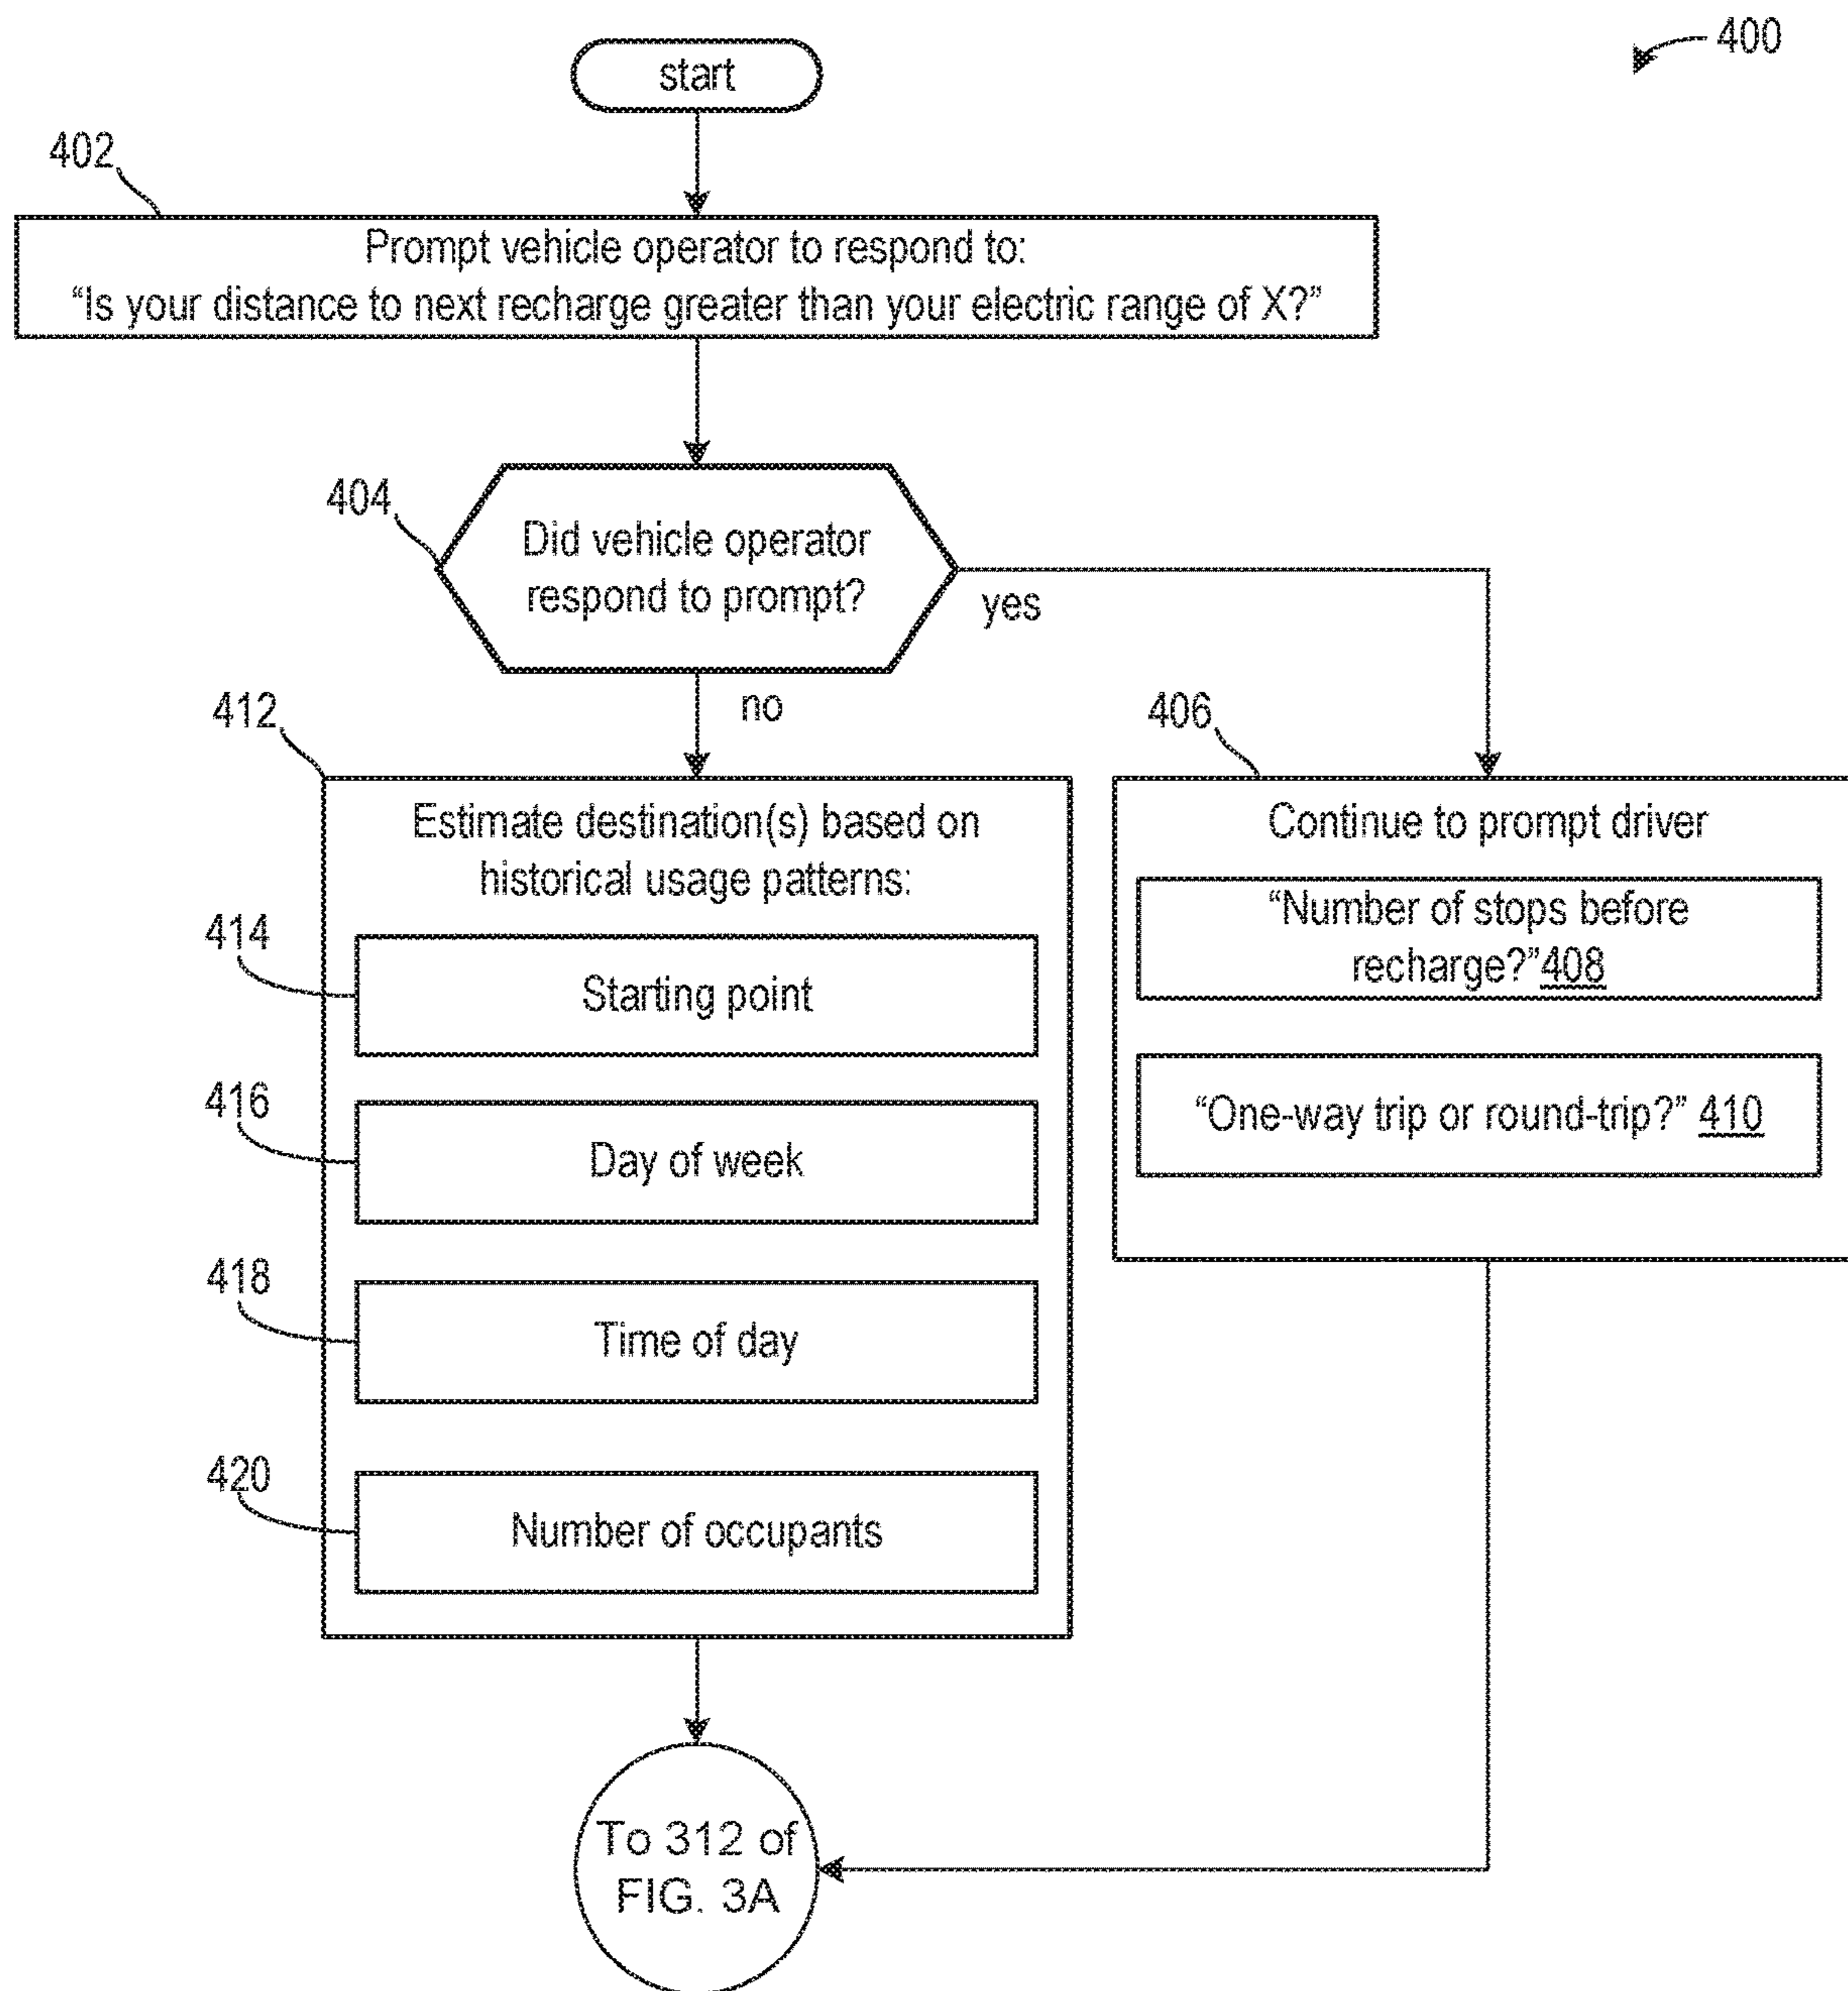 400
start
402
Prompt vehicle operator to respond to:
“Is your distance to next recharge greater than your electric range of X?”
404
Did vehicle operator
respond to prompt?
yes
no
412
Estimate destination(s) based on
historical usage patterns:
414
Starting point
416
Day of week
418
Time of day
420
Number of occupants
406
Continue to prompt driver
“Number of stops before
recharge?”408
“One-way trip or round-trip?” 410
To 312 of
FIG. 3A